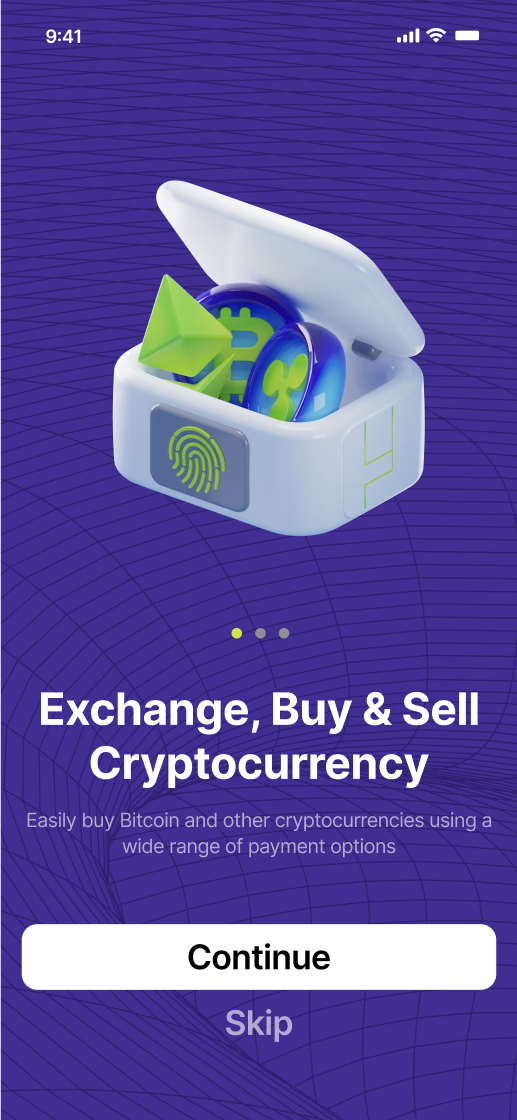 9:41
Exchange, Buy & Sell
Cryptocurrency
Easily buy Bitcoin and other cryptocurrencies using a
wide range of payment options
Continue
Skip